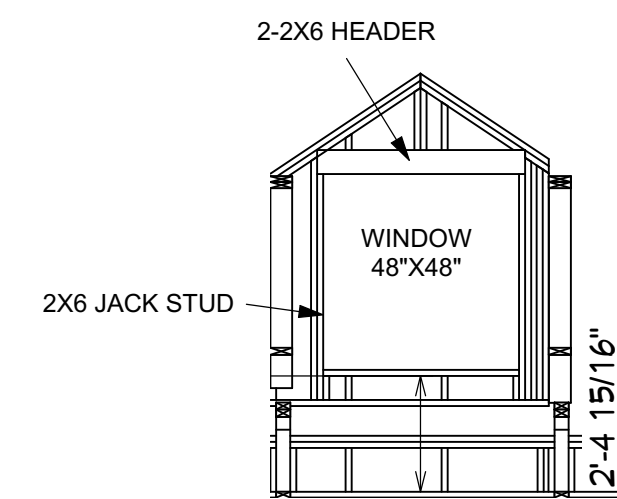 2-2X6 HEADER
WINDOW
48"X48"
2X6 JACK STUD
2'-4 15/16"